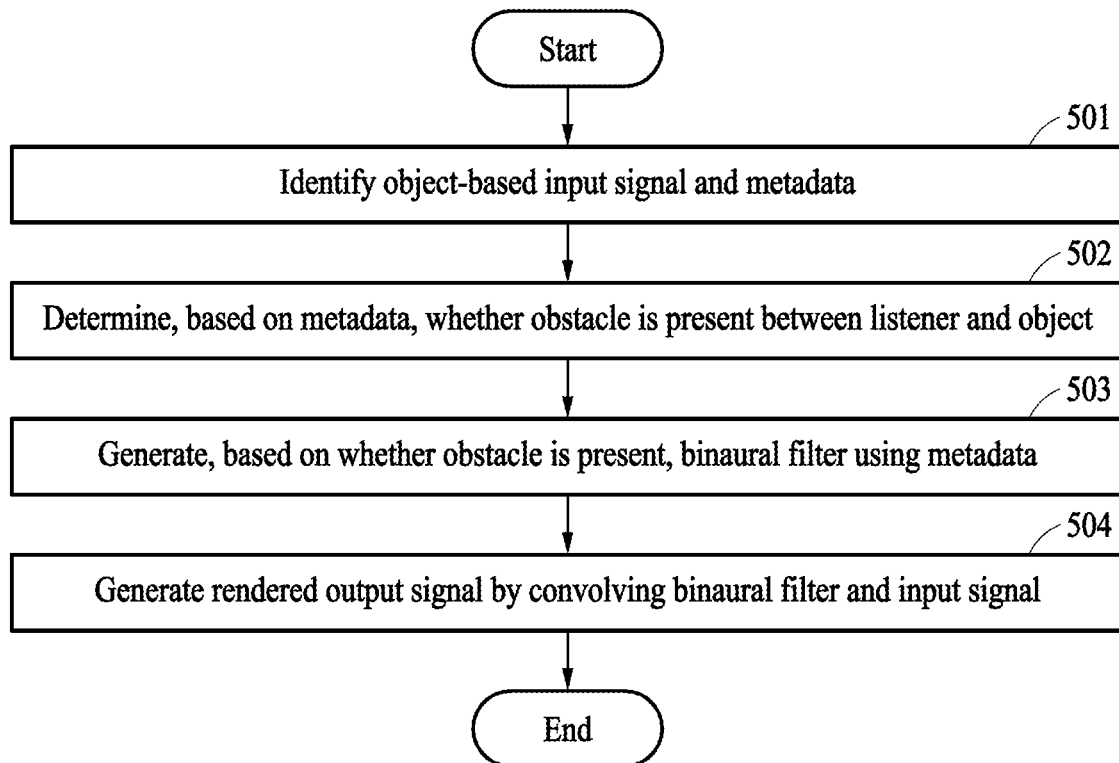 Start
501
Identify object-based input signal and metadata
502
Determine, based on metadata, whether obstacle is present between listener and object
503
Generate, based on whether obstacle is present, binaural filter using metadata
504
Generate rendered output signal by convolving binaural filter and input signal
End